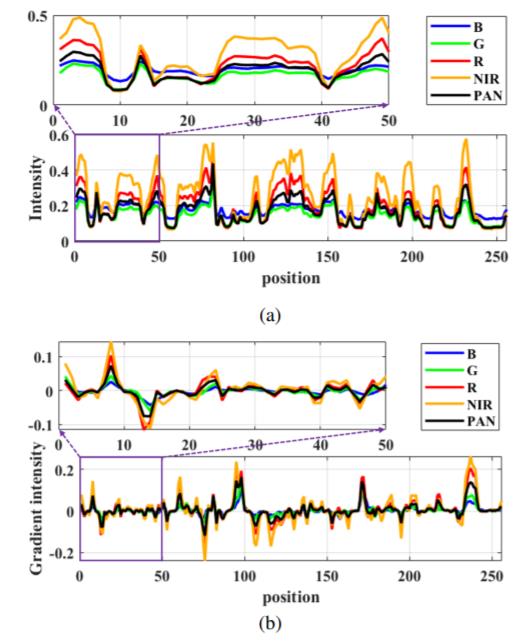 0.5
0
0 10 20 30 40 50
B
G
R
NIR
PAN
Intensity
0.6
0.4
0.2
0
0 50 100 150 200 250
position
(a)
0.1
0
-0.1
0 10 20 30 40 50
B
G
R
NIR
PAN
Gradient intensity
0.2
0
-0.2
0 50 100 150 200 250
position
(b)